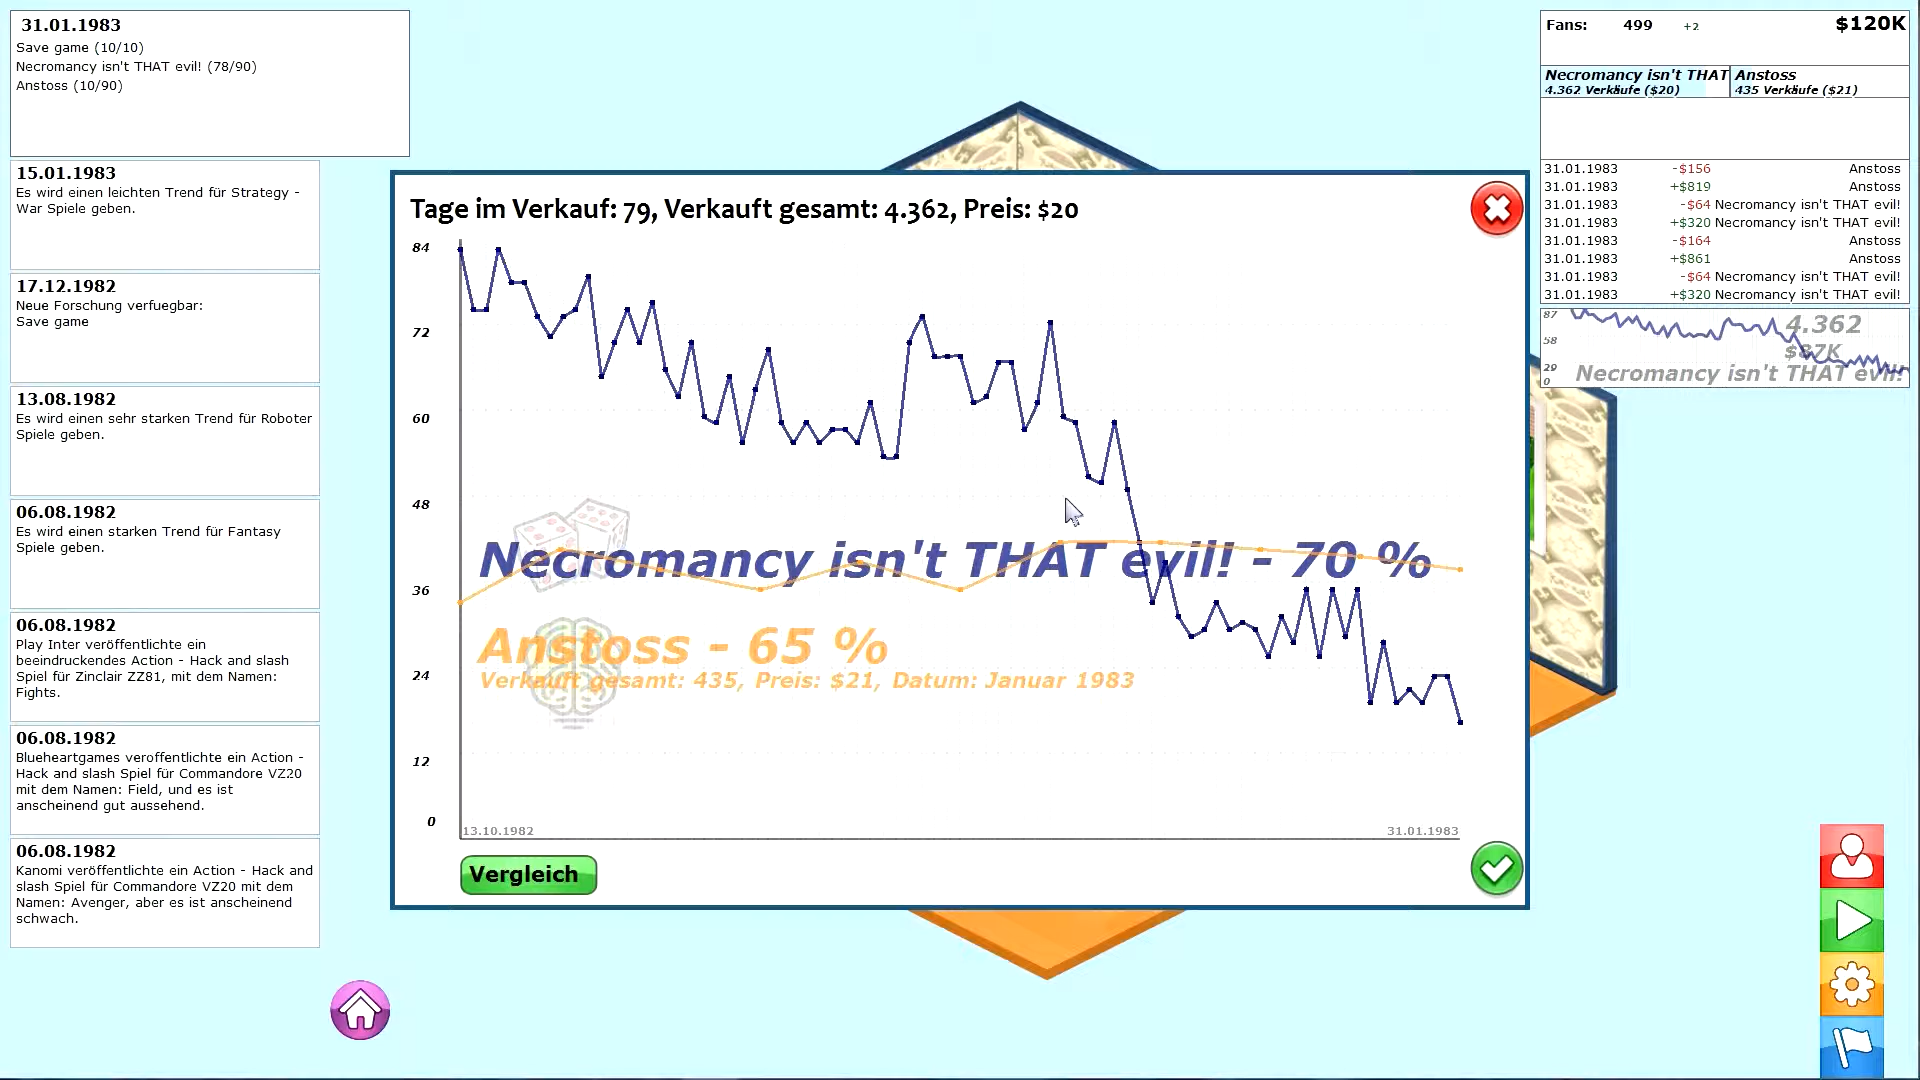 31.01.1983
Save game (10/10)
Necromancy isn't THAT evil! (78/90)
Anstoss (10/90)
15.01.1983
Es wird einen leichten Trend für Strategy -
War Spiele geben.
17.12.1982
Neue Forschung verfuegbar:
Save game
13.08.1982
Es wird einen sehr starken Trend für Roboter
Spiele geben.
06.08.1982
Es wird einen starken Trend für Fantasy
Spiele geben.
06.08.1982
Play Inter veröffentlichte ein
beeindruckendes Action - Hack and slash
Spiel für Zinclair ZZ81, mit dem Namen:
Fights.
06.08.1982
Blueheartgames veroffentlichte ein Action -
Hack and slash Spiel für Commandore VZ20
mit dem Namen: Field, und es ist
anscheinend gut aussehend.
06.08.1982
Kanomi veröffentlichte ein Action - Hack and
slash Spiel für Commandore VZ20 mit dem
Namen: Avenger, aber es ist anscheinend
schwach.
Tage im Verkauf: 79, Verkauft gesamt: 4.362, Preis: $20
84
72
60
48
36
24
12
0
Necromancy isn't THAT evil! - 70 %
Anstoss - 65 %
Verkauft gesamt: 435, Preis: $21, Datum: Januar 1983
13.10.1982
31.01.1983
Vergleich
Fans: 499 +2 $120K
Necromancy isn't THAT
4.362 Verkäufe ($20)
Anstoss
435 Verkäufe ($21)
31.01.1983 -$156 Anstoss
31.01.1983 +$819 Anstoss
31.01.1983 -$64 Necromancy isn't THAT evil!
31.01.1983 +$320 Necromancy isn't THAT evil!
31.01.1983 -$164 Anstoss
31.01.1983 +$861 Anstoss
31.01.1983 -$64 Necromancy isn't THAT evil!
31.01.1983 +$320 Necromancy isn't THAT evil!
87
58
29
0
4.362
$87K
Necromancy isn't THAT evil!